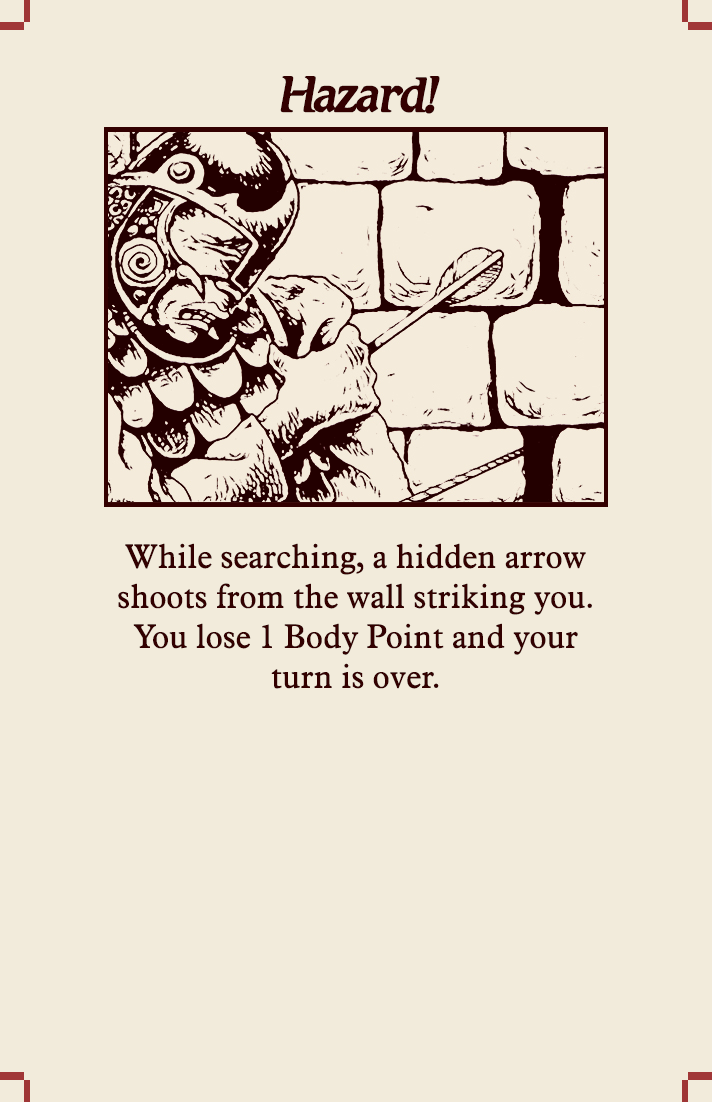 Hazard!
While searching, a hidden arrow
shoots from the wall striking you.
You lose 1 Body Point and your
turn is over.